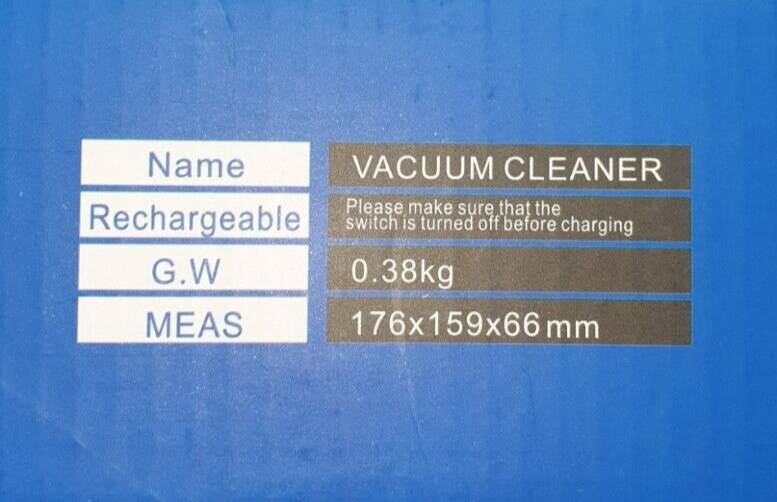 Name VACUUM CLEANER
Rechargeable Please make sure that the
switch is turned off before charging
G.W 0.38kg
MEAS 176x159x66mm